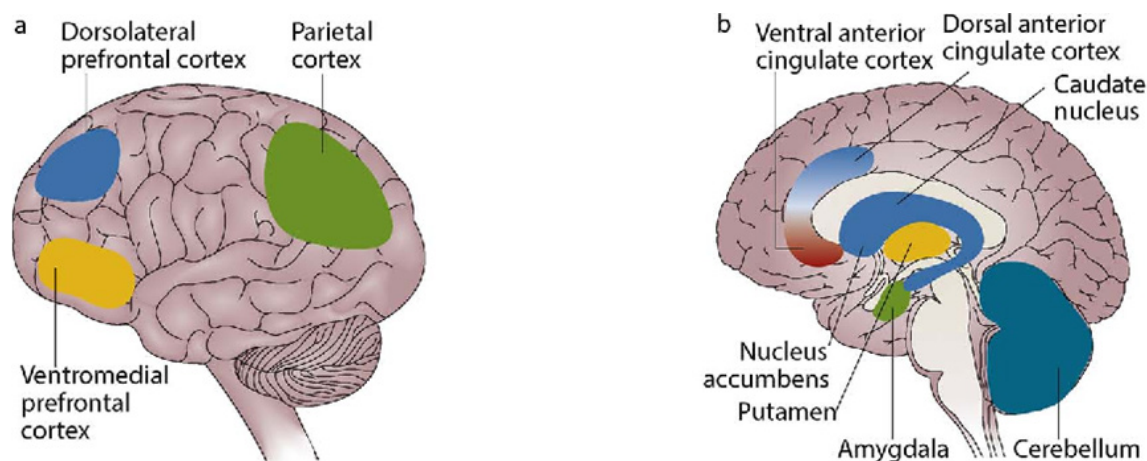 a
Dorsolateral
prefrontal cortex
Parietal
cortex
Ventromedial
prefrontal
cortex
b
Ventral anterior
cingulate cortex
Dorsal anterior
cingulate cortex
Caudate
nucleus
Nucleus
accumbens
Putamen
Amygdala
Cerebellum